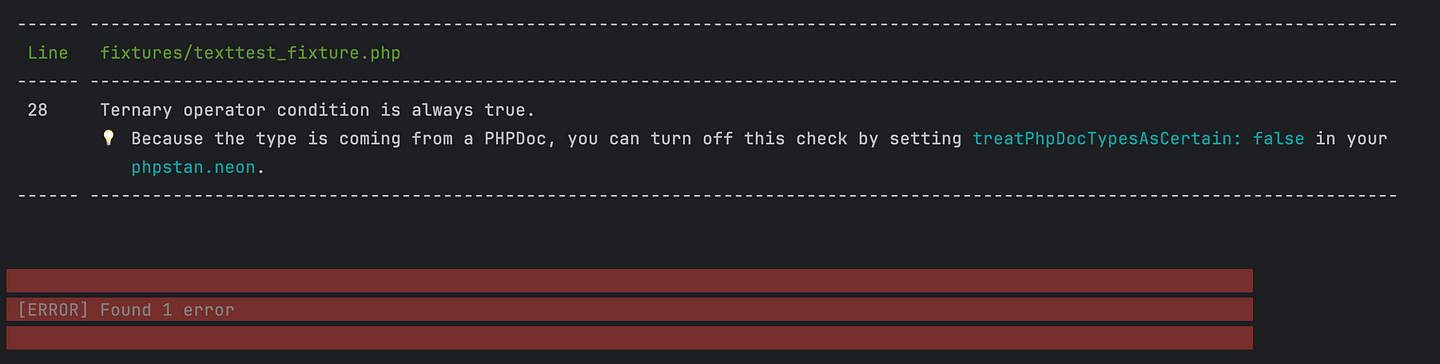 ------ ------------------------------------------------------------------------------------------------------------------------------
Line   fixtures/texttest_fixture.php
------ ------------------------------------------------------------------------------------------------------------------------------
28     Ternary operator condition is always true.
💡 Because the type is coming from a PHPDoc, you can turn off this check by setting treatPhpDocTypesAsCertain: false in your
phpstan.neon.
------ ------------------------------------------------------------------------------------------------------------------------------
[ERROR] Found 1 error